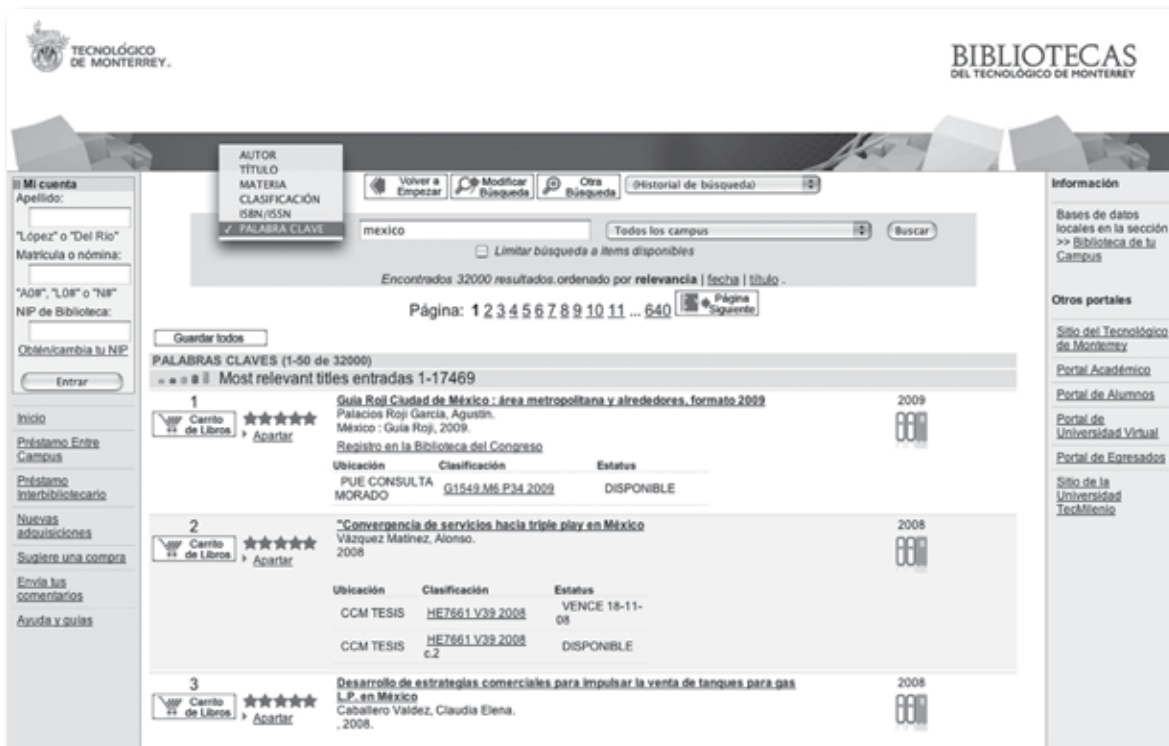 TECNOLÓGICO
DE MONTERREY.
BIBLIOTECAS
DEL TECNOLÓGICO DE MONTERREY
Mi cuenta
Apellido:
"López" o "Del Río"
Matrícula o nómina:
"A0#", "L0#" o "N#"
NIP de Biblioteca:
Obtén/cambia tu NIP
Entrar
Inicio
Préstamo Entre
Campus
Préstamo
Interbibliotecario
Nuevas
adquisiciones
Sugiere una compra
Envía tus
comentarios
Ayuda y guías
AUTOR
TÍTULO
MATERIA
CLASIFICACIÓN
ISBN/ISSN
✓ PALABRA CLAVE
Volver a
Empezar
Modificar
Búsqueda
Otra
Búsqueda
(Historial de búsqueda)
mexico
Todos los campus
Buscar
Limitar búsqueda a ítems disponibles
Encontrados 32000 resultados.ordenado por relevancia | fecha | título .
Página: 1 2 3 4 5 6 7 8 9 10 11 ... 640 Página
Siguiente
Guardar todos
PALABRAS CLAVES (1-50 de 32000)
Most relevant titles entradas 1-17469
1
Carrito
de Libros
Apartar
Guía Roji Ciudad de México : área metropolitana y alrededores, formato 2009
Palacios Roji García, Agustín.
México : Guía Roji, 2009.
Registro en la Biblioteca del Congreso
2009
Ubicación Clasificación Estatus
PUE CONSULTA
MORADO G1549.M6 P34 2009 DISPONIBLE
2
Carrito
de Libros
Apartar
"Convergencia de servicios hacia triple play en México
Vázquez Matínez, Alonso.
2008
2008
Ubicación Clasificación Estatus
CCM TESIS HE7661 V39 2008 VENCE 18-11-
08
CCM TESIS HE7661 V39 2008
c.2 DISPONIBLE
3
Carrito
de Libros
Apartar
Desarrollo de estrategias comerciales para impulsar la venta de tanques para gas
L.P. en México
Caballero Valdez, Claudia Elena.
, 2008.
2008
Información
Bases de datos
locales en la sección
>> Biblioteca de tu
Campus
Otros portales
Sitio del Tecnológico
de Monterrey
Portal Académico
Portal de Alumnos
Portal de
Universidad Virtual
Portal de Egresados
Sitio de la
Universidad
TecMilenio